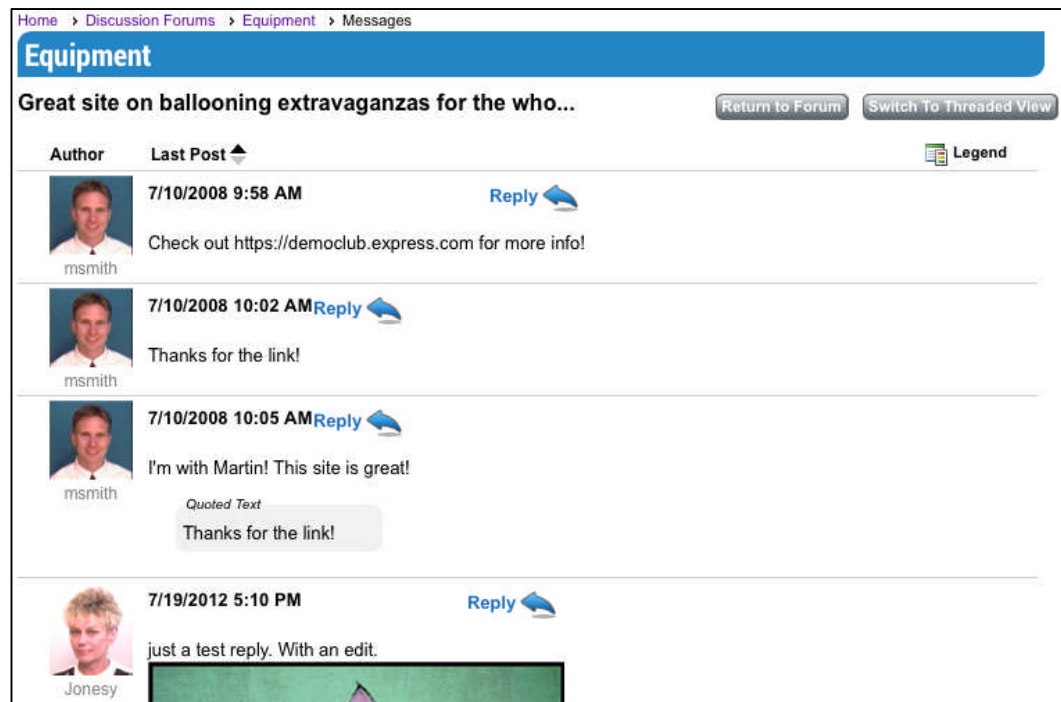 Home > Discussion Forums > Equipment > Messages
Equipment
Great site on ballooning extravaganzas for the who...
Return to Forum
Switch To Threaded View
Author Last Post Legend
7/10/2008 9:58 AM Reply
Check out https://democlub.express.com for more info!
msmith
7/10/2008 10:02 AM Reply
Thanks for the link!
msmith
7/10/2008 10:05 AM Reply
I'm with Martin! This site is great!
msmith
Quoted Text
Thanks for the link!
7/19/2012 5:10 PM Reply
just a test reply. With an edit.
Jonesy